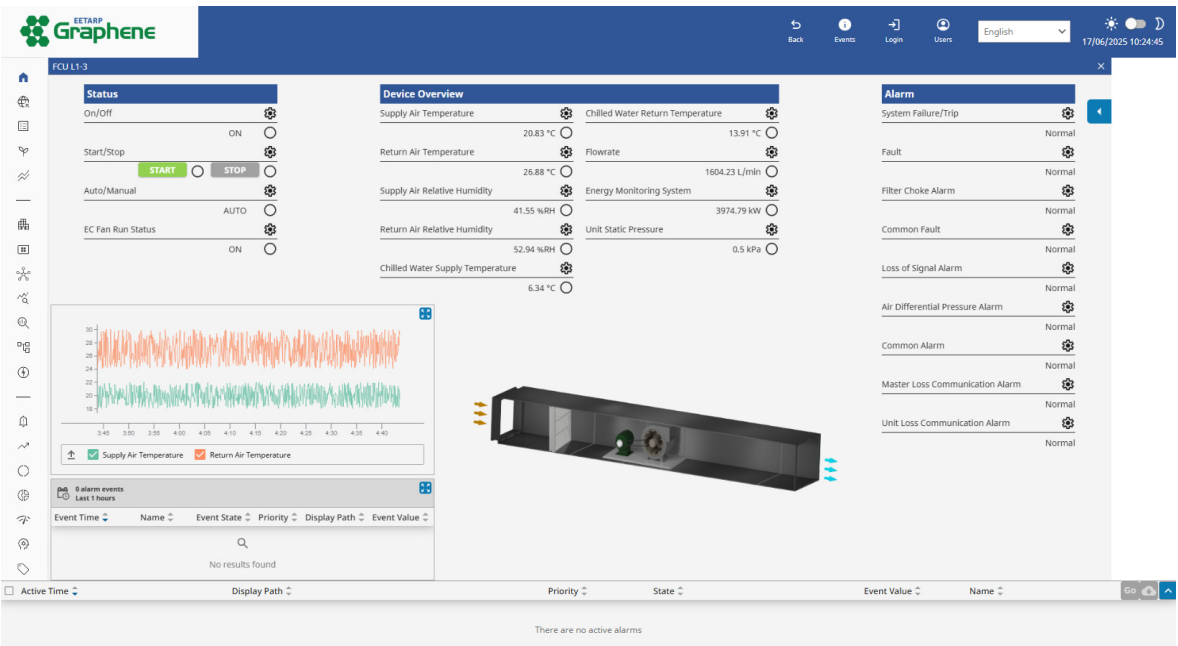 EETARP
Graphene
Back
Events
Login
Users
English
17/06/2025 10:24:45
FCU L1-3
Status
On/Off
ON
Start/Stop
START
STOP
Auto/Manual
AUTO
EC Fan Run Status
ON
Device Overview
Supply Air Temperature
20.83 °C
Return Air Temperature
26.88 °C
Supply Air Relative Humidity
41.55 %RH
Return Air Relative Humidity
52.94 %RH
Chilled Water Supply Temperature
6.34 °C
Chilled Water Return Temperature
13.91 °C
Flowrate
1604.23 L/min
Energy Monitoring System
3974.79 kW
Unit Static Pressure
0.5 kPa
Alarm
System Failure/Trip
Normal
Fault
Normal
Filter Choke Alarm
Normal
Common Fault
Normal
Loss of Signal Alarm
Normal
Air Differential Pressure Alarm
Normal
Common Alarm
Normal
Master Loss Communication Alarm
Normal
Unit Loss Communication Alarm
Normal
30
28
26
24
22
20
18
3:45 3:50 3:55 4:00 4:05 4:10 4:15 4:20 4:25 4:30 4:35 4:40
Supply Air Temperature Return Air Temperature
0 alarm events
Last 1 hours
Event Time Name Event State Priority Display Path Event Value
No results found
Active Time Display Path Priority State Event Value Name Go
There are no active alarms